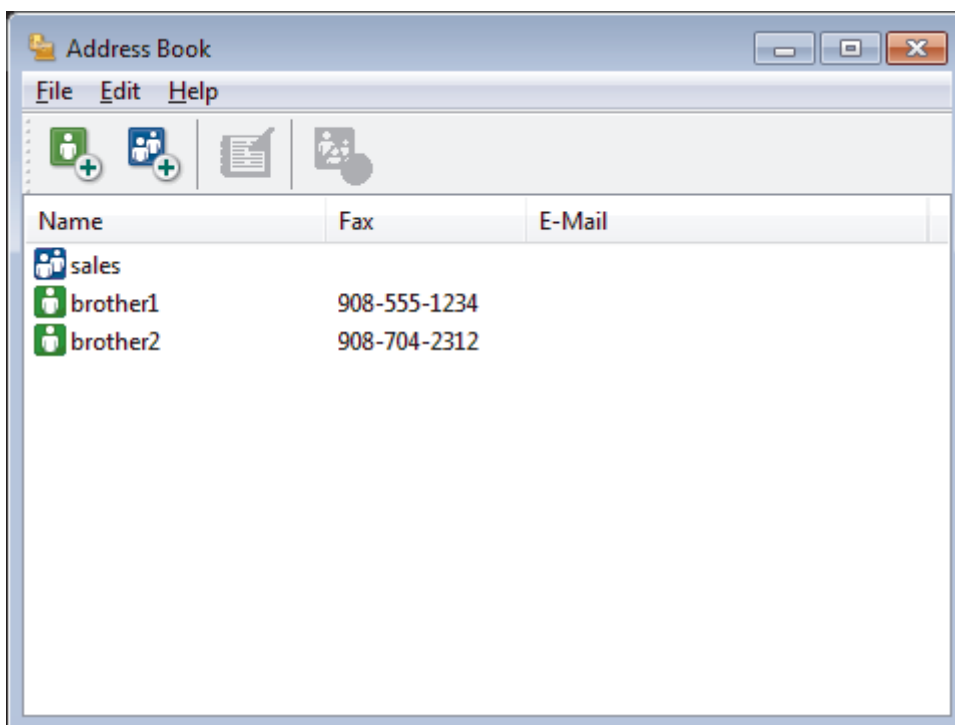 Address Book
File Edit Help
Name Fax E-Mail
sales
brother1 908-555-1234
brother2 908-704-2312